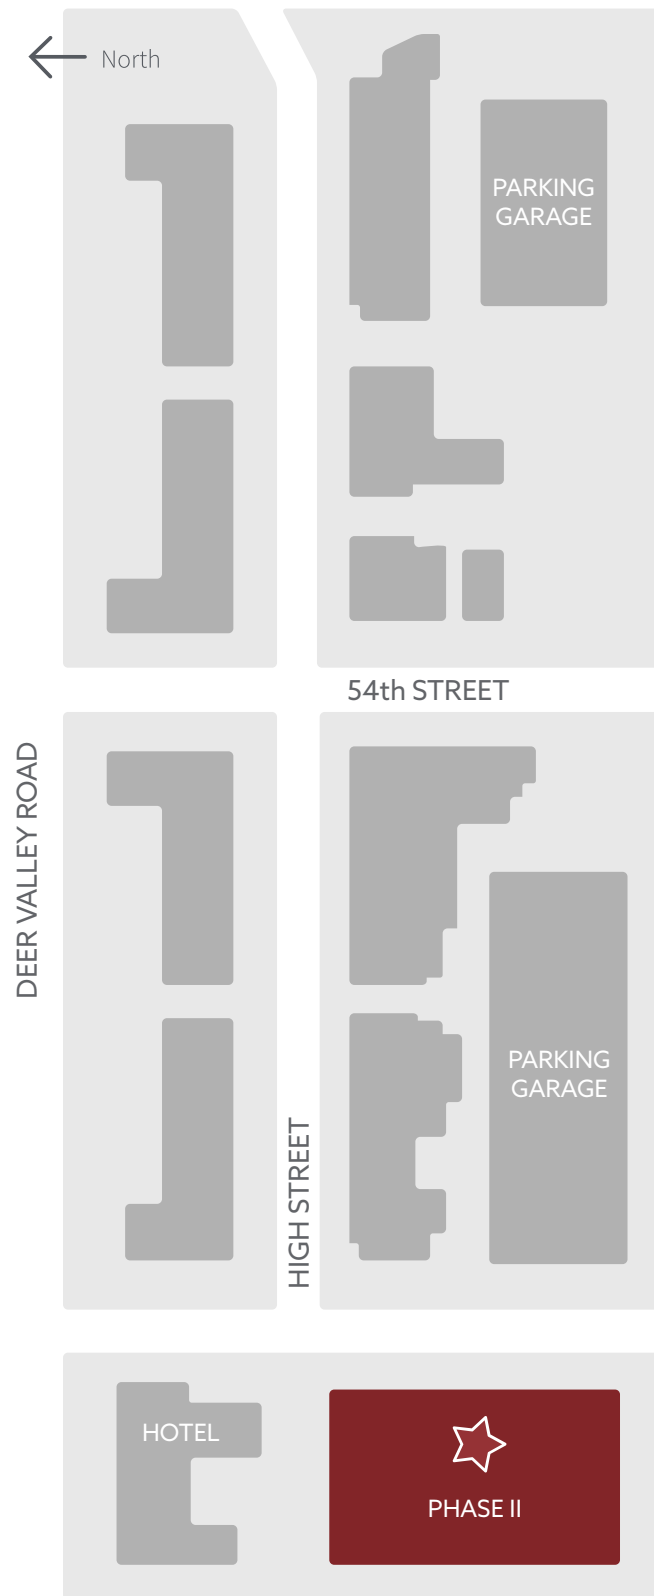 North
PARKING
GARAGE
54th STREET
DEER VALLEY ROAD
PARKING
GARAGE
HIGH STREET
HOTEL
PHASE II